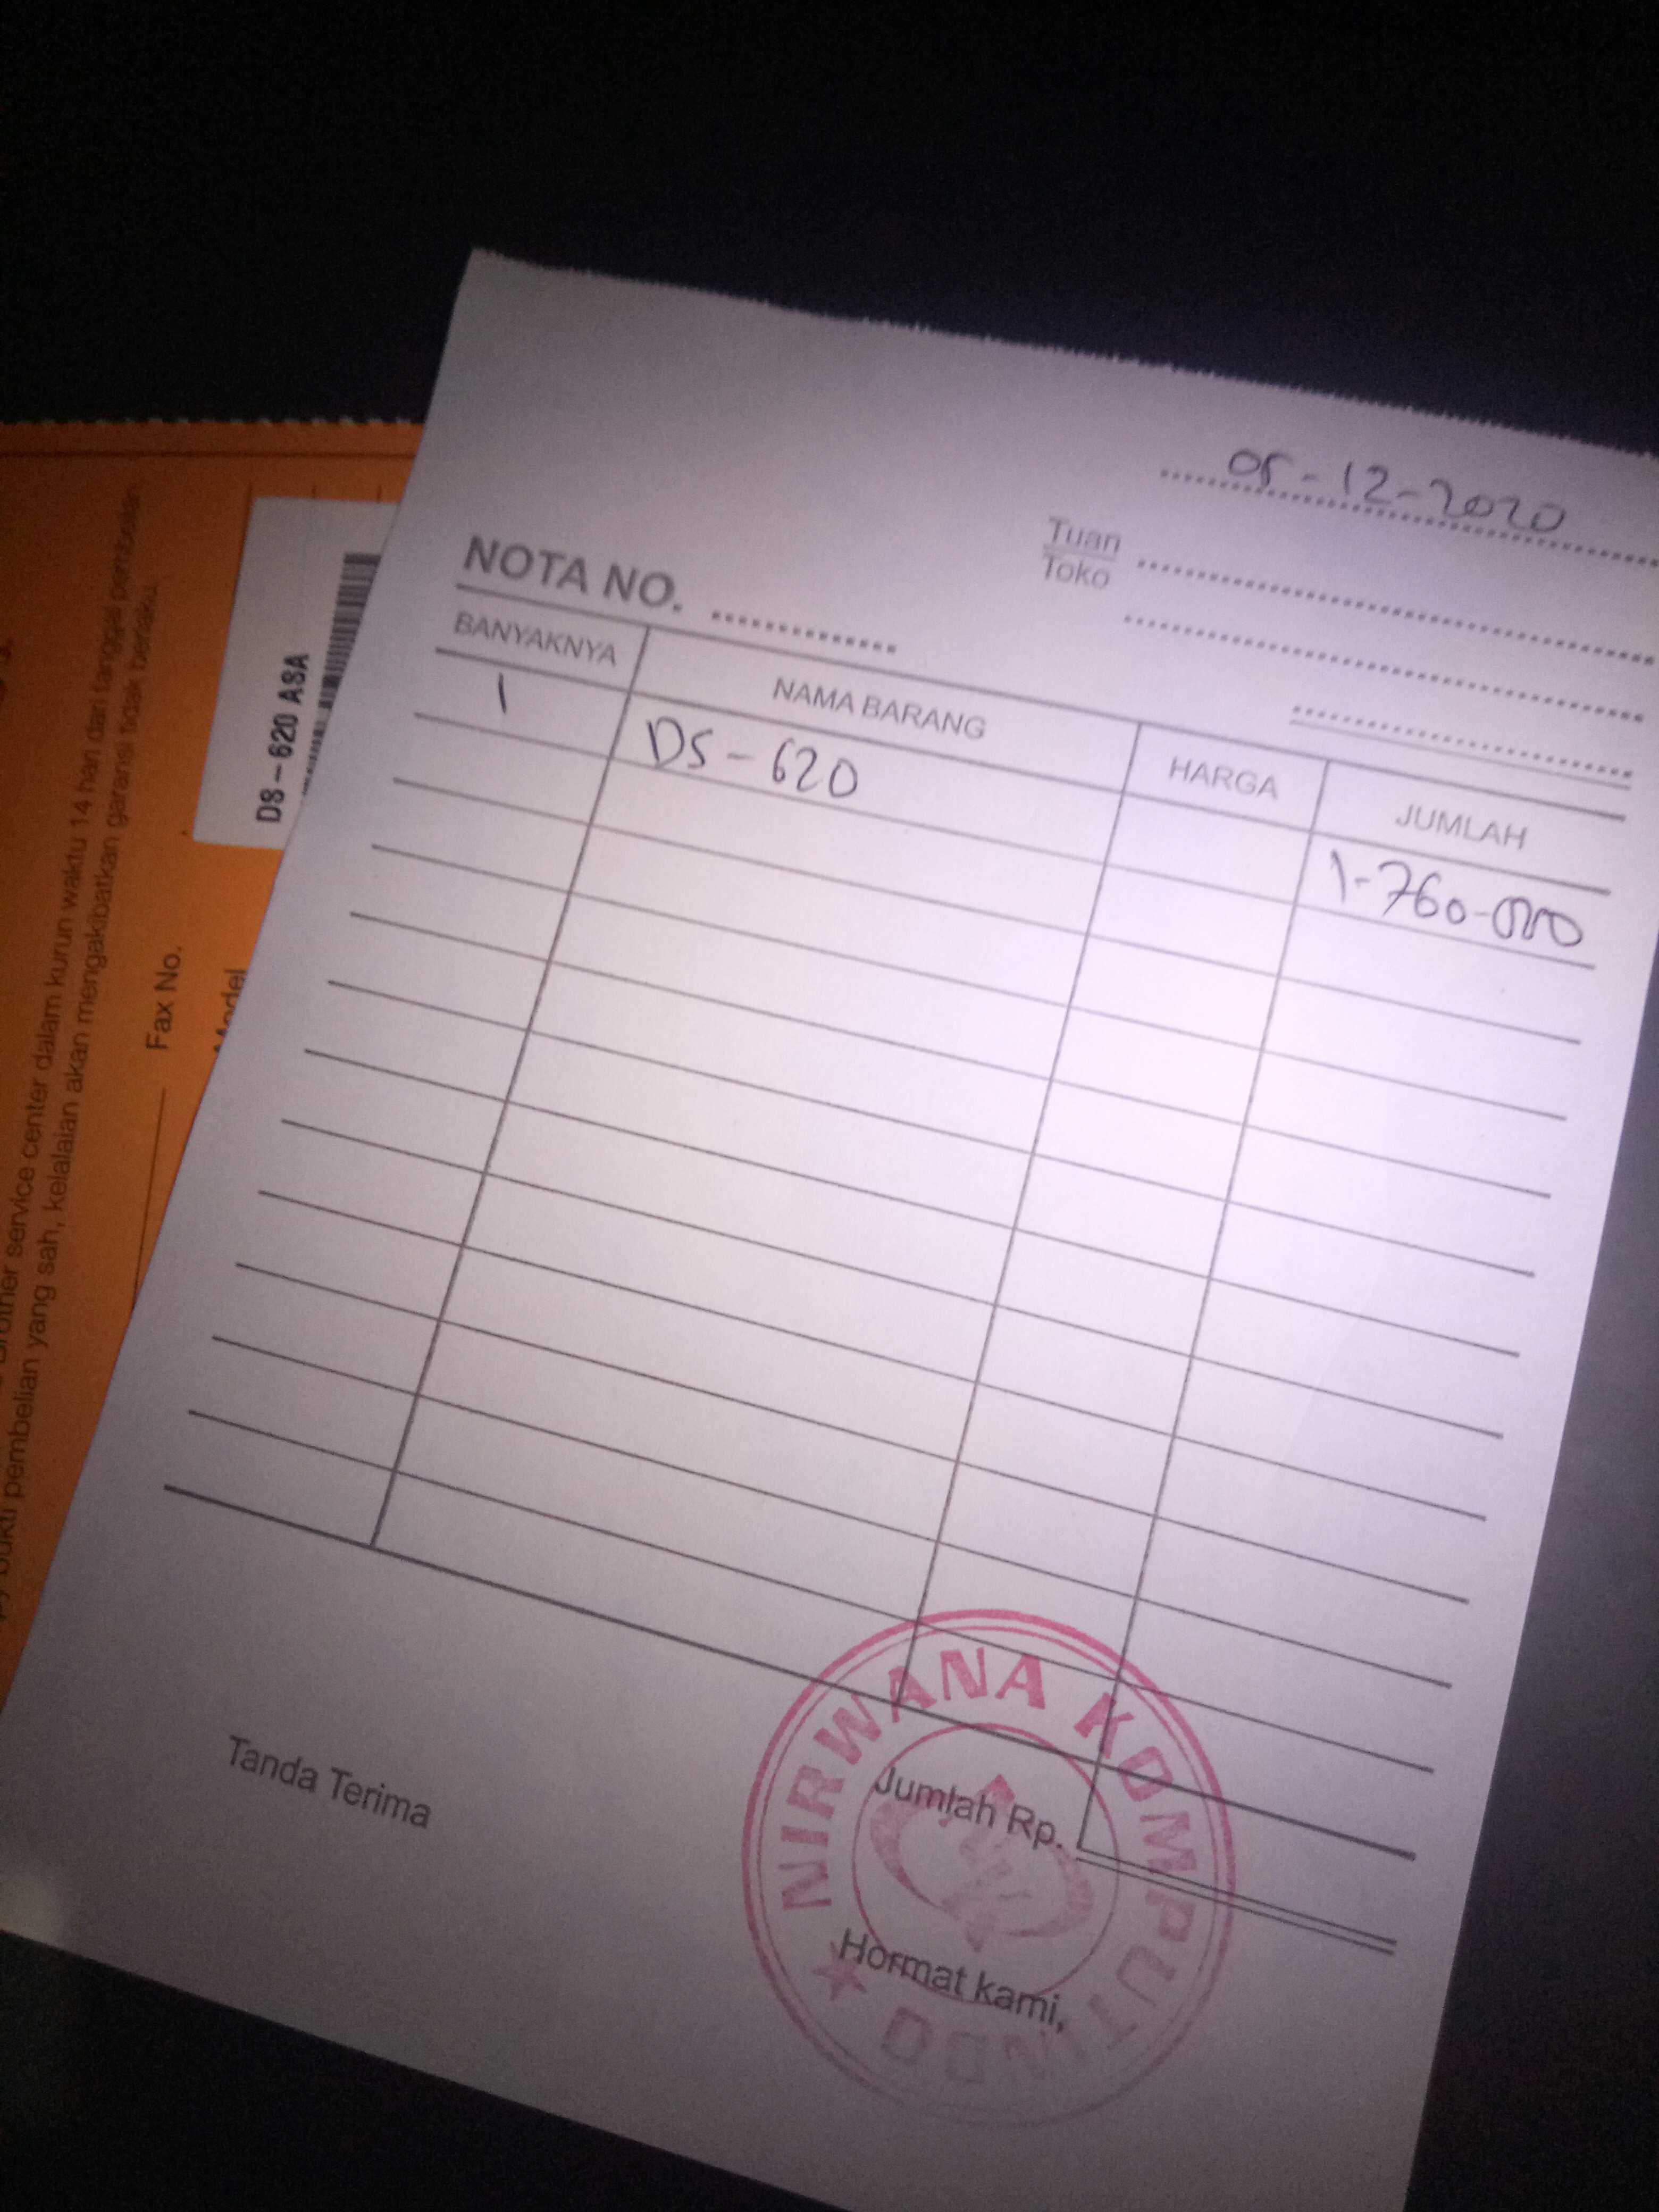 05-12-2020
Tuan
Toko
NOTA NO.
BANYAKNYA NAMA BARANG HARGA JUMLAH
1 DS-620 1-760-000
Tanda Terima
Jumlah Rp.
Hormat kami,
NIRWANA KOMPUTINDO
DS-620 ASA
Fax No.
Model
Brother service center dalam kurun waktu 14 hari dari tanggal pembelian
bukti pembelian yang sah, kelalaian akan mengakibatkan garansi tidak berlaku.